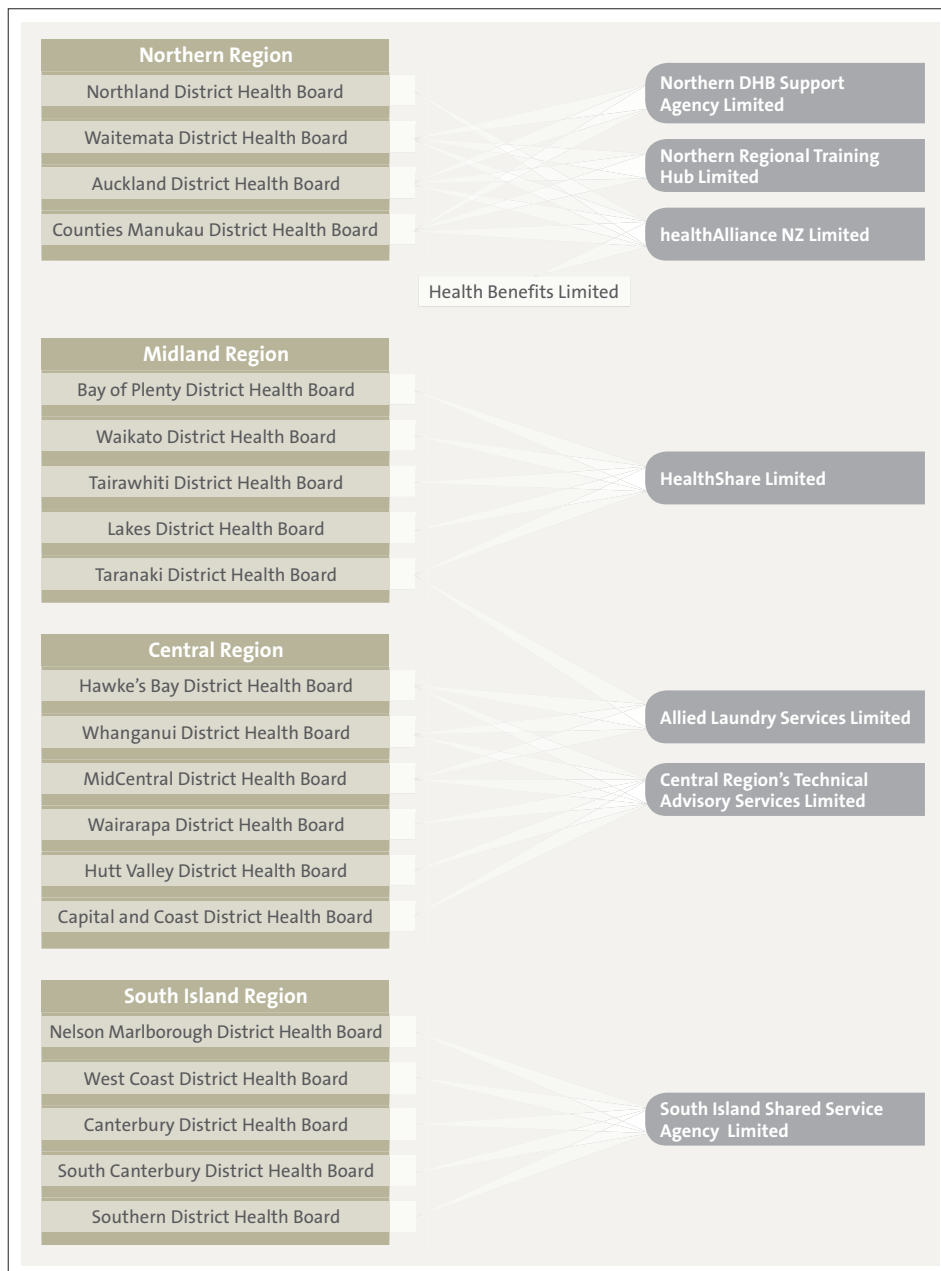 Northern Region
Northland District Health Board
Waitemata District Health Board
Auckland District Health Board
Counties Manukau District Health Board
Northern DHB Support
Agency Limited
Northern Regional Training
Hub Limited
healthAlliance NZ Limited
Health Benefits Limited
Midland Region
Bay of Plenty District Health Board
Waikato District Health Board
Tairawhiti District Health Board
Lakes District Health Board
Taranaki District Health Board
HealthShare Limited
Central Region
Hawke’s Bay District Health Board
Whanganui District Health Board
MidCentral District Health Board
Wairarapa District Health Board
Hutt Valley District Health Board
Capital and Coast District Health Board
Allied Laundry Services Limited
Central Region’s Technical
Advisory Services Limited
South Island Region
Nelson Marlborough District Health Board
West Coast District Health Board
Canterbury District Health Board
South Canterbury District Health Board
Southern District Health Board
South Island Shared Service
Agency Limited